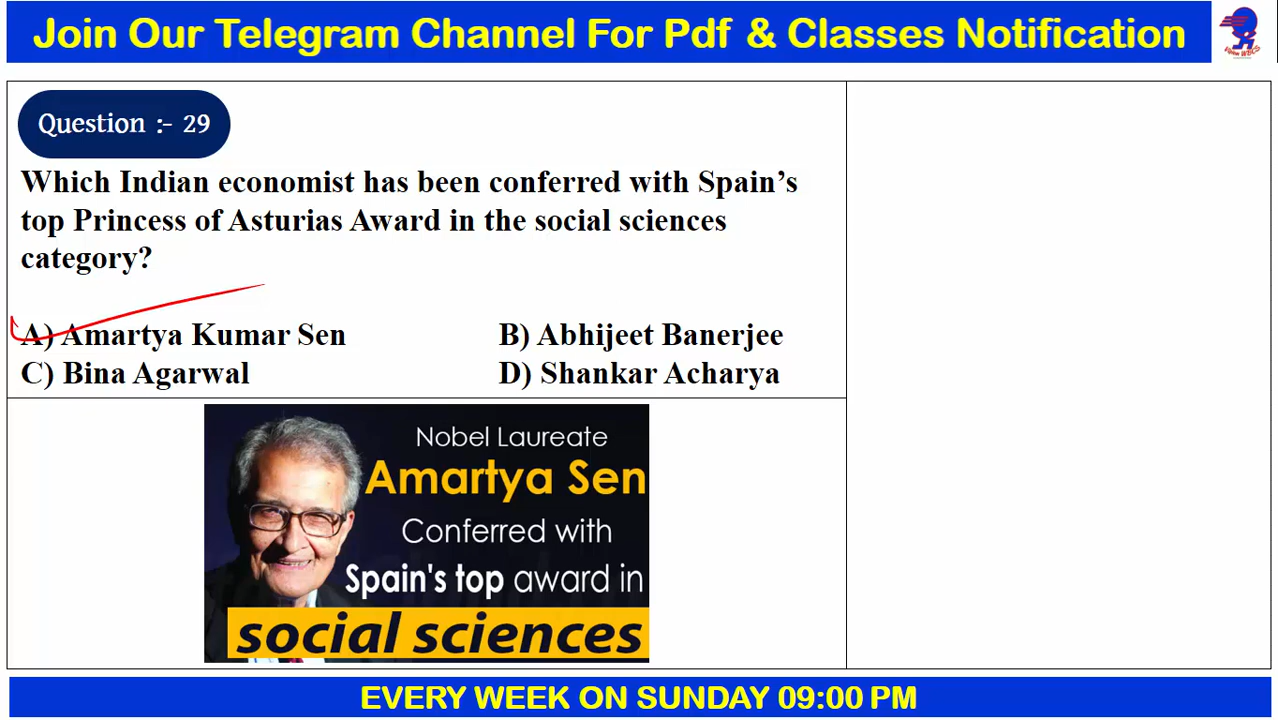 Join Our Telegram Channel For Pdf & Classes Notification
Question :- 29
Which Indian economist has been conferred with Spain’s
top Princess of Asturias Award in the social sciences
category?
A) Amartya Kumar Sen
B) Abhijeet Banerjee
C) Bina Agarwal
D) Shankar Acharya
Nobel Laureate
Amartya Sen
Conferred with
Spain's top award in
social sciences
EVERY WEEK ON SUNDAY 09:00 PM